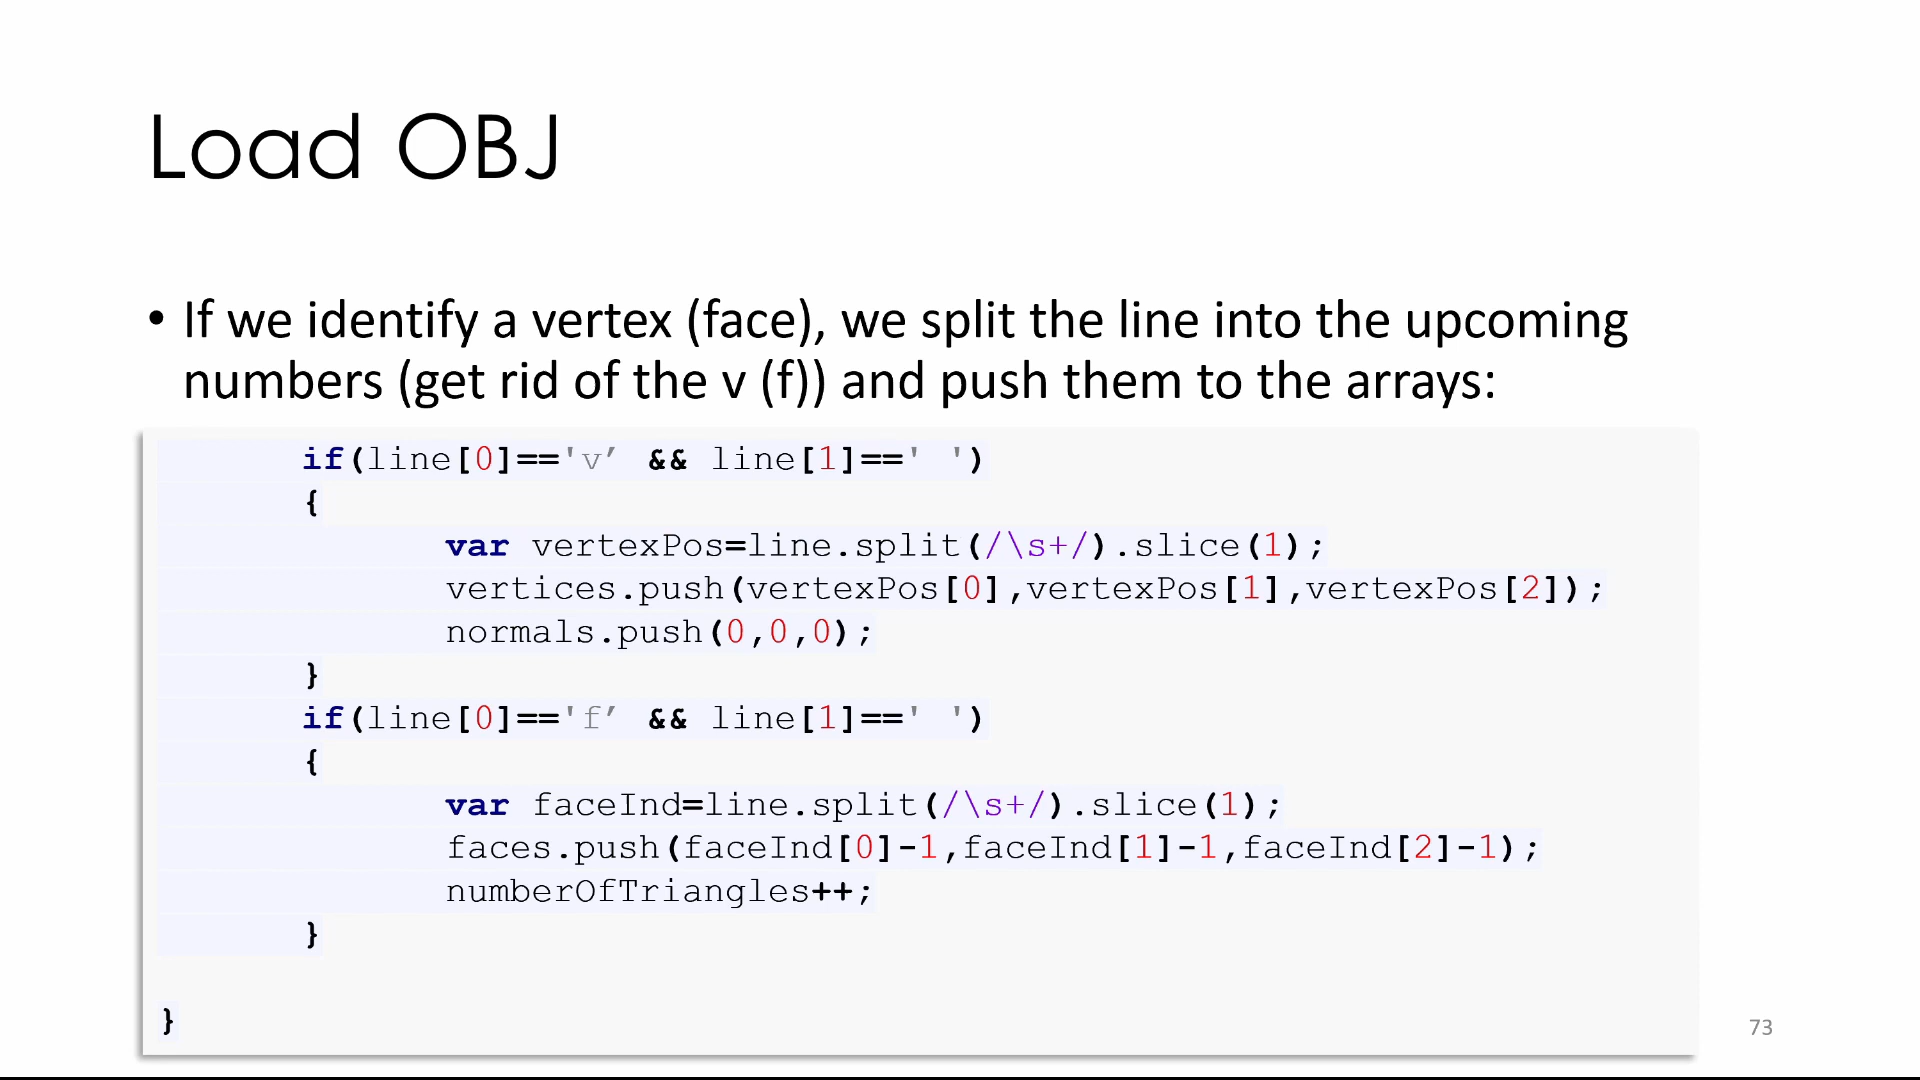 Load OBJ
• If we identify a vertex (face), we split the line into the upcoming
numbers (get rid of the v (f)) and push them to the arrays:
if(line[0]=='v’ && line[1]==' ')
{
var vertexPos=line.split(/\s+/).slice(1);
vertices.push(vertexPos[0],vertexPos[1],vertexPos[2]);
normals.push(0,0,0);
}
if(line[0]=='f’ && line[1]==' ')
{
var faceInd=line.split(/\s+/).slice(1);
faces.push(faceInd[0]-1,faceInd[1]-1,faceInd[2]-1);
numberOfTriangles++;
}
}
73